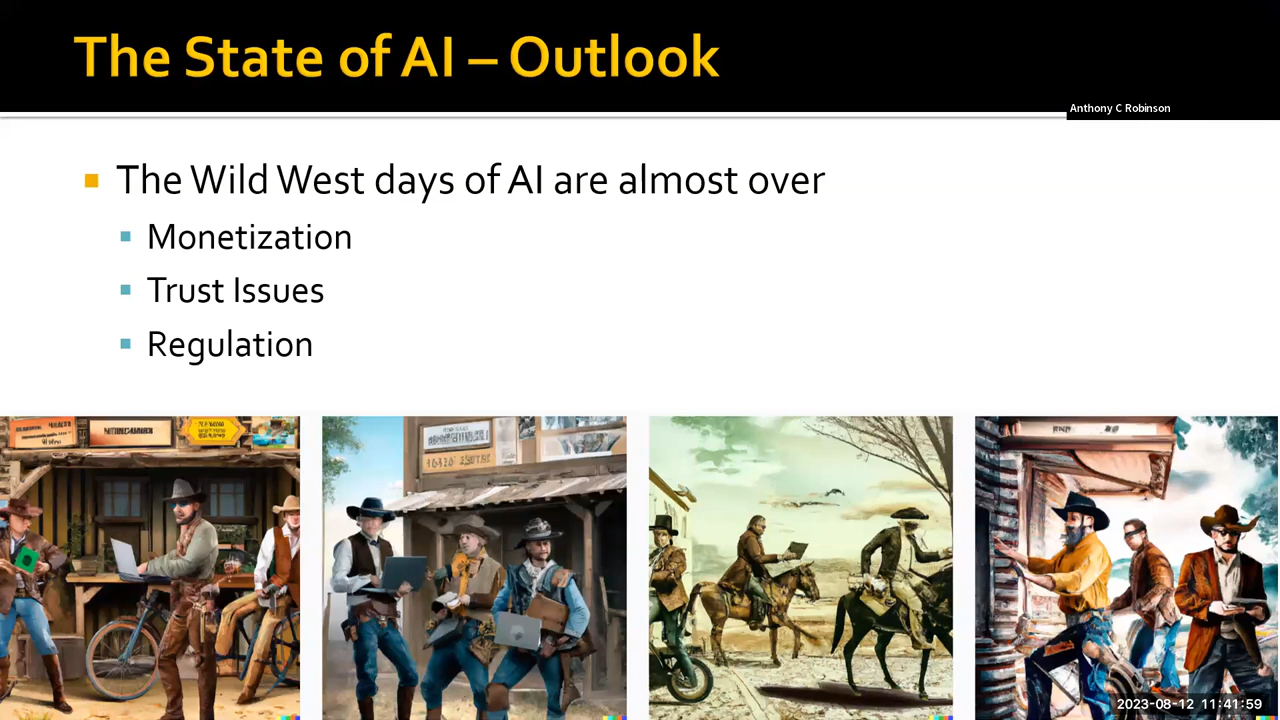 The State of AI – Outlook
Anthony C Robinson
The Wild West days of AI are almost over
Monetization
Trust Issues
Regulation
2023-08-12 11:41:59